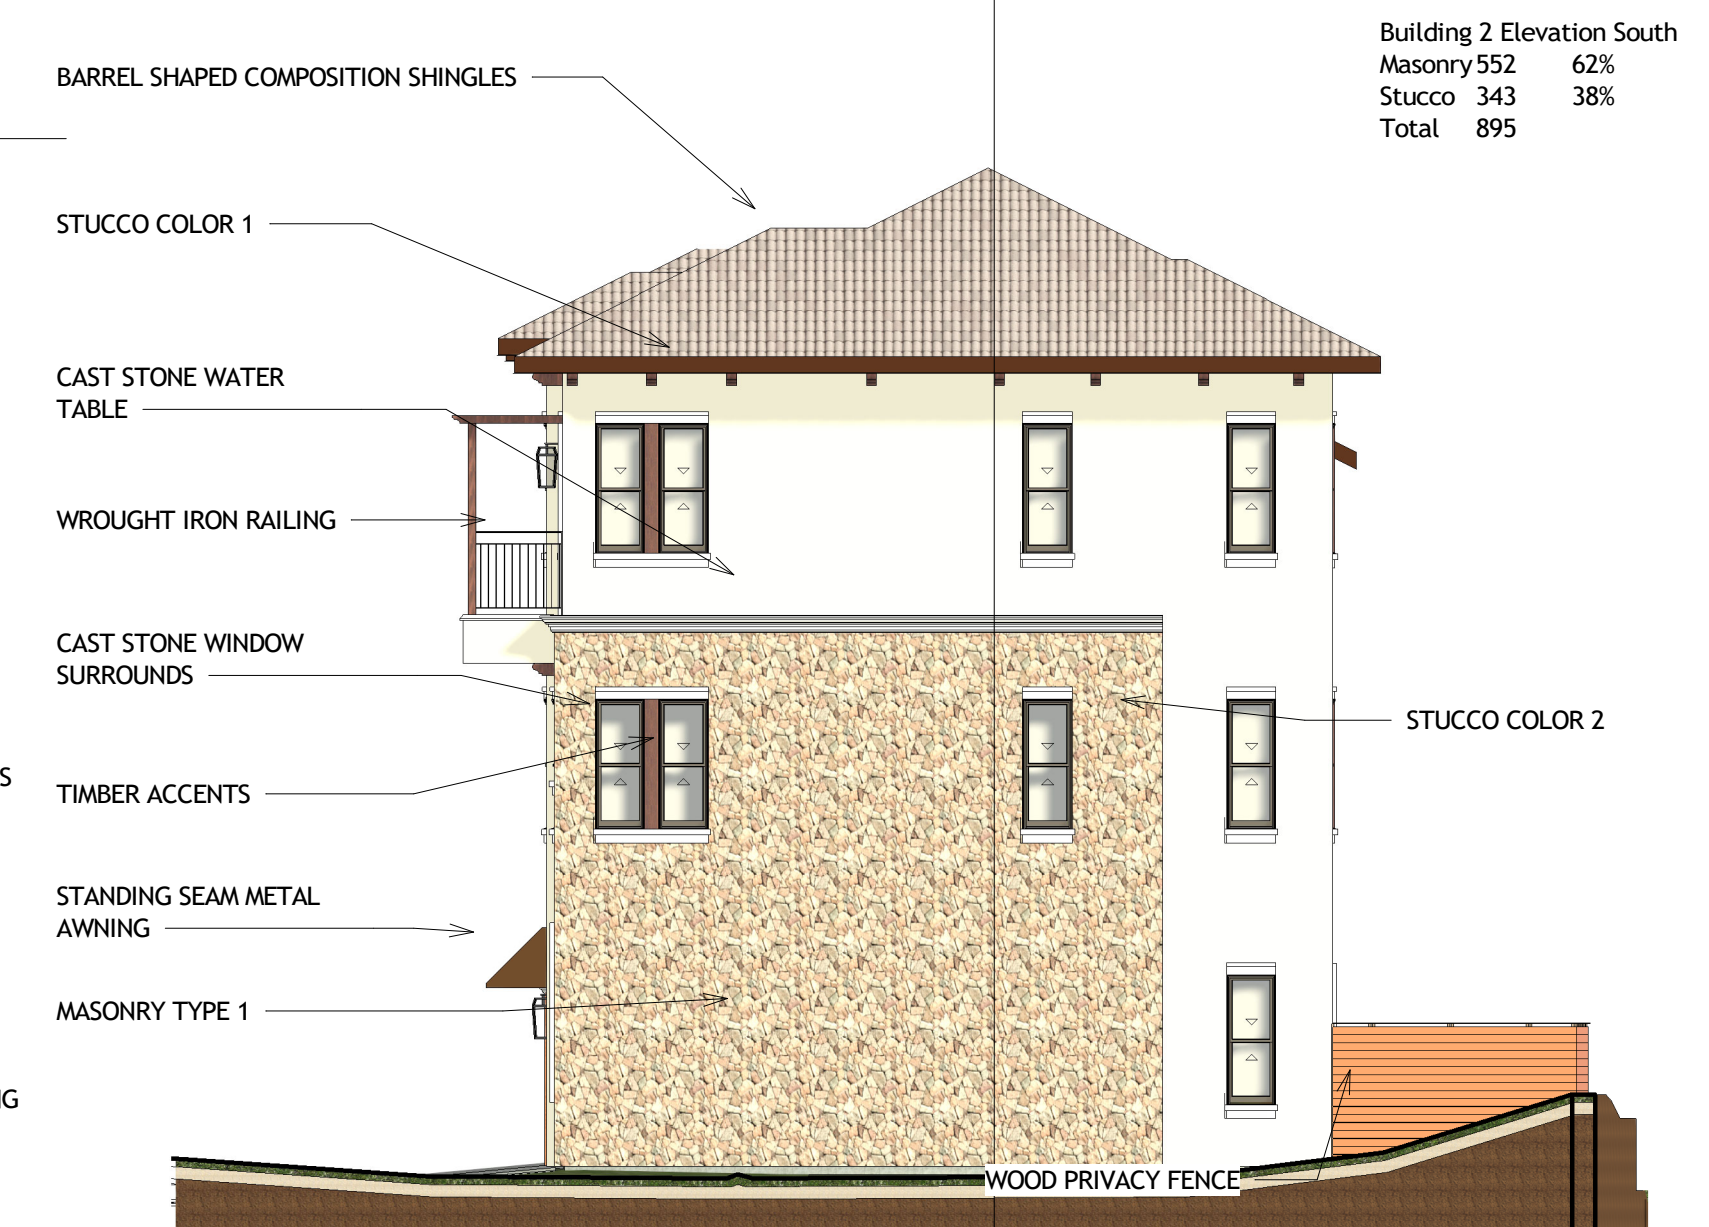 Building 2 Elevation South
Masonry 552 62%
Stucco 343 38%
Total 895
BARREL SHAPED COMPOSITION SHINGLES
STUCCO COLOR 1
CAST STONE WATER
TABLE
WROUGHT IRON RAILING
CAST STONE WINDOW
SURROUNDS
STUCCO COLOR 2
S
TIMBER ACCENTS
STANDING SEAM METAL
AWNING
MASONRY TYPE 1
G
WOOD PRIVACY FENCE